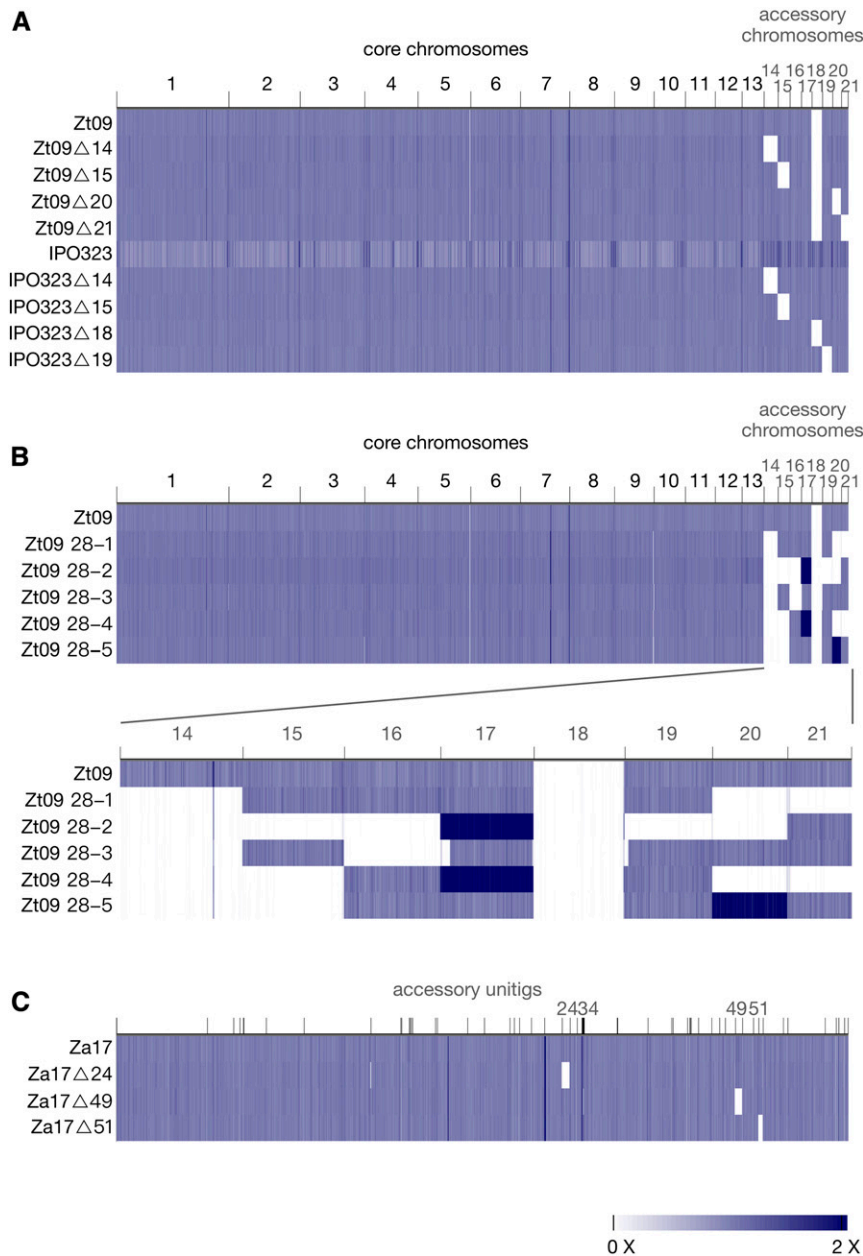 A
accessory
chromosomes
core chromosomes
14 16 18 20
1 2 3 4 5 6 7 8 9 10 11 12 13 15 17 19 21
Zt09
Zt09△14
Zt09△15
Zt09△20
Zt09△21
IPO323
IPO323△14
IPO323△15
IPO323△18
IPO323△19
accessory
chromosomes
core chromosomes
B
14 16 18 20
1 2 3 4 5 6 7 8 9 10 11 12 13 15 17 19 21
Zt09
Zt09 28–1
Zt09 28–2
Zt09 28–3
Zt09 28–4
Zt09 28–5
14 15 16 17 18 19 20 21
Zt09
Zt09 28–1
Zt09 28–2
Zt09 28–3
Zt09 28–4
Zt09 28–5
C
accessory unitigs
2434 4951
Za17
Za17△24
Za17△49
Za17△51
0 X 2 X